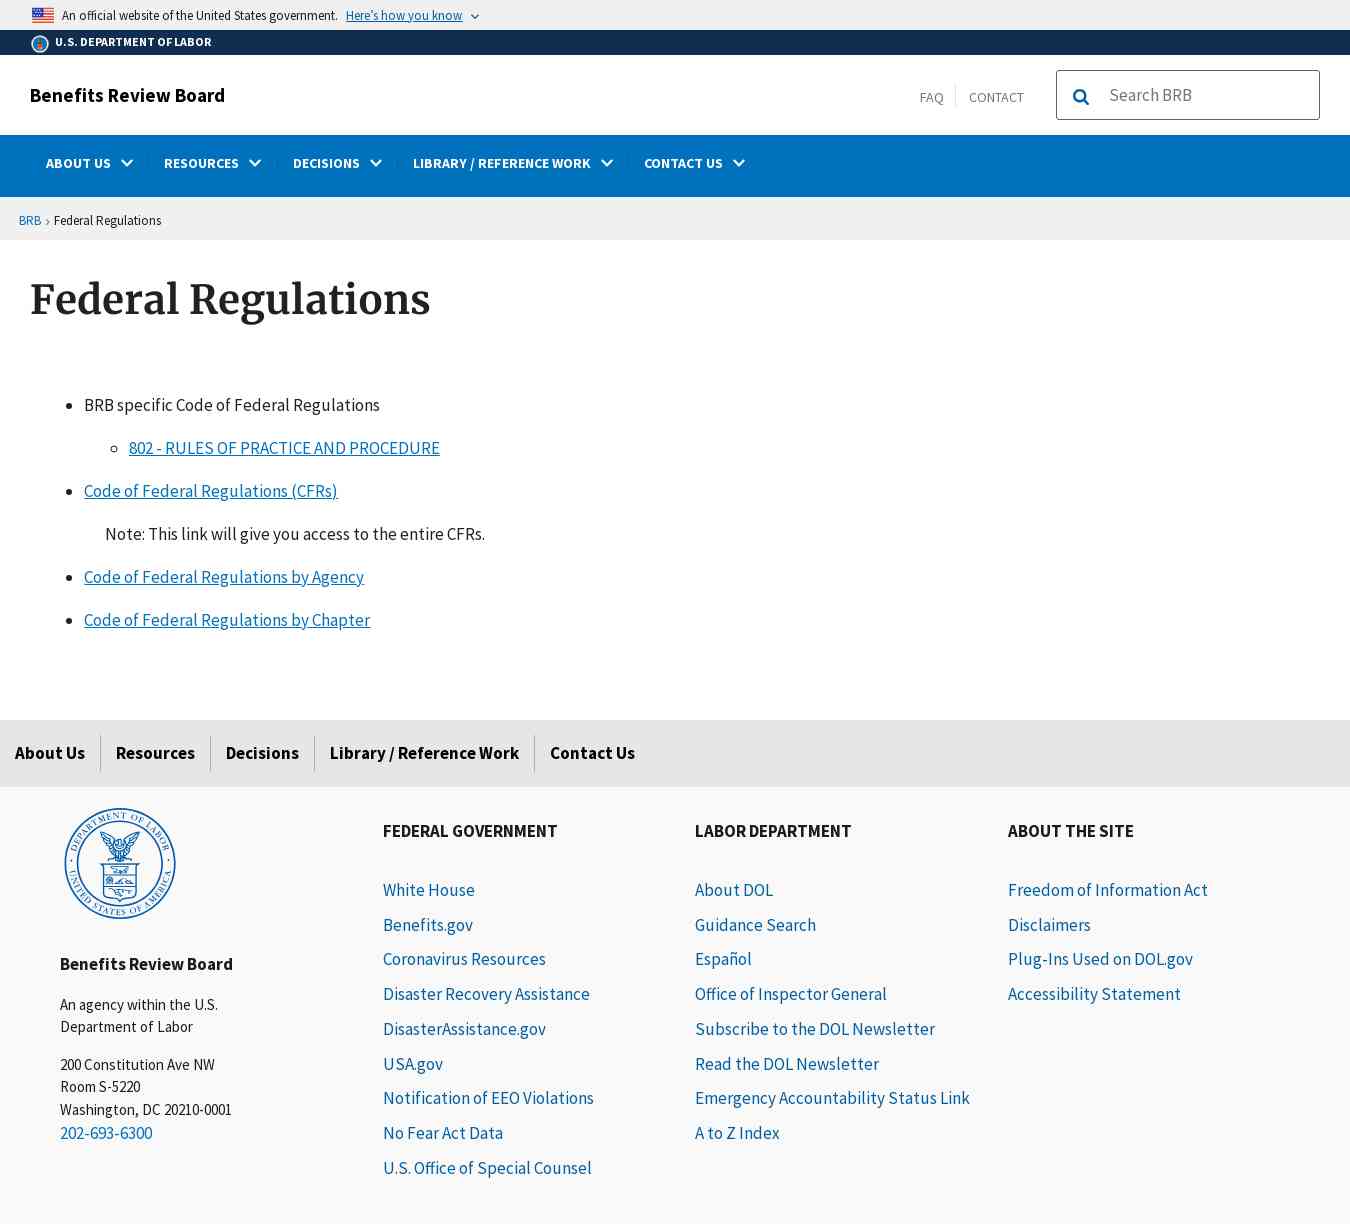 An official website of the United States government. Here's how you know
U.S. DEPARTMENT OF LABOR
Benefits Review Board
FAQ
CONTACT
Search BRB
ABOUT US
RESOURCES
DECISIONS
LIBRARY / REFERENCE WORK
CONTACT US
BRB › Federal Regulations
Federal Regulations
BRB specific Code of Federal Regulations
802 - RULES OF PRACTICE AND PROCEDURE
Code of Federal Regulations (CFRs)
Note: This link will give you access to the entire CFRs.
Code of Federal Regulations by Agency
Code of Federal Regulations by Chapter
About Us
Resources
Decisions
Library / Reference Work
Contact Us
DEPARTMENT OF LABOR
UNITED STATES OF AMERICA
Benefits Review Board
An agency within the U.S.
Department of Labor
200 Constitution Ave NW
Room S-5220
Washington, DC 20210-0001
202-693-6300
FEDERAL GOVERNMENT
White House
Benefits.gov
Coronavirus Resources
Disaster Recovery Assistance
DisasterAssistance.gov
USA.gov
Notification of EEO Violations
No Fear Act Data
U.S. Office of Special Counsel
LABOR DEPARTMENT
About DOL
Guidance Search
Español
Office of Inspector General
Subscribe to the DOL Newsletter
Read the DOL Newsletter
Emergency Accountability Status Link
A to Z Index
ABOUT THE SITE
Freedom of Information Act
Disclaimers
Plug-Ins Used on DOL.gov
Accessibility Statement